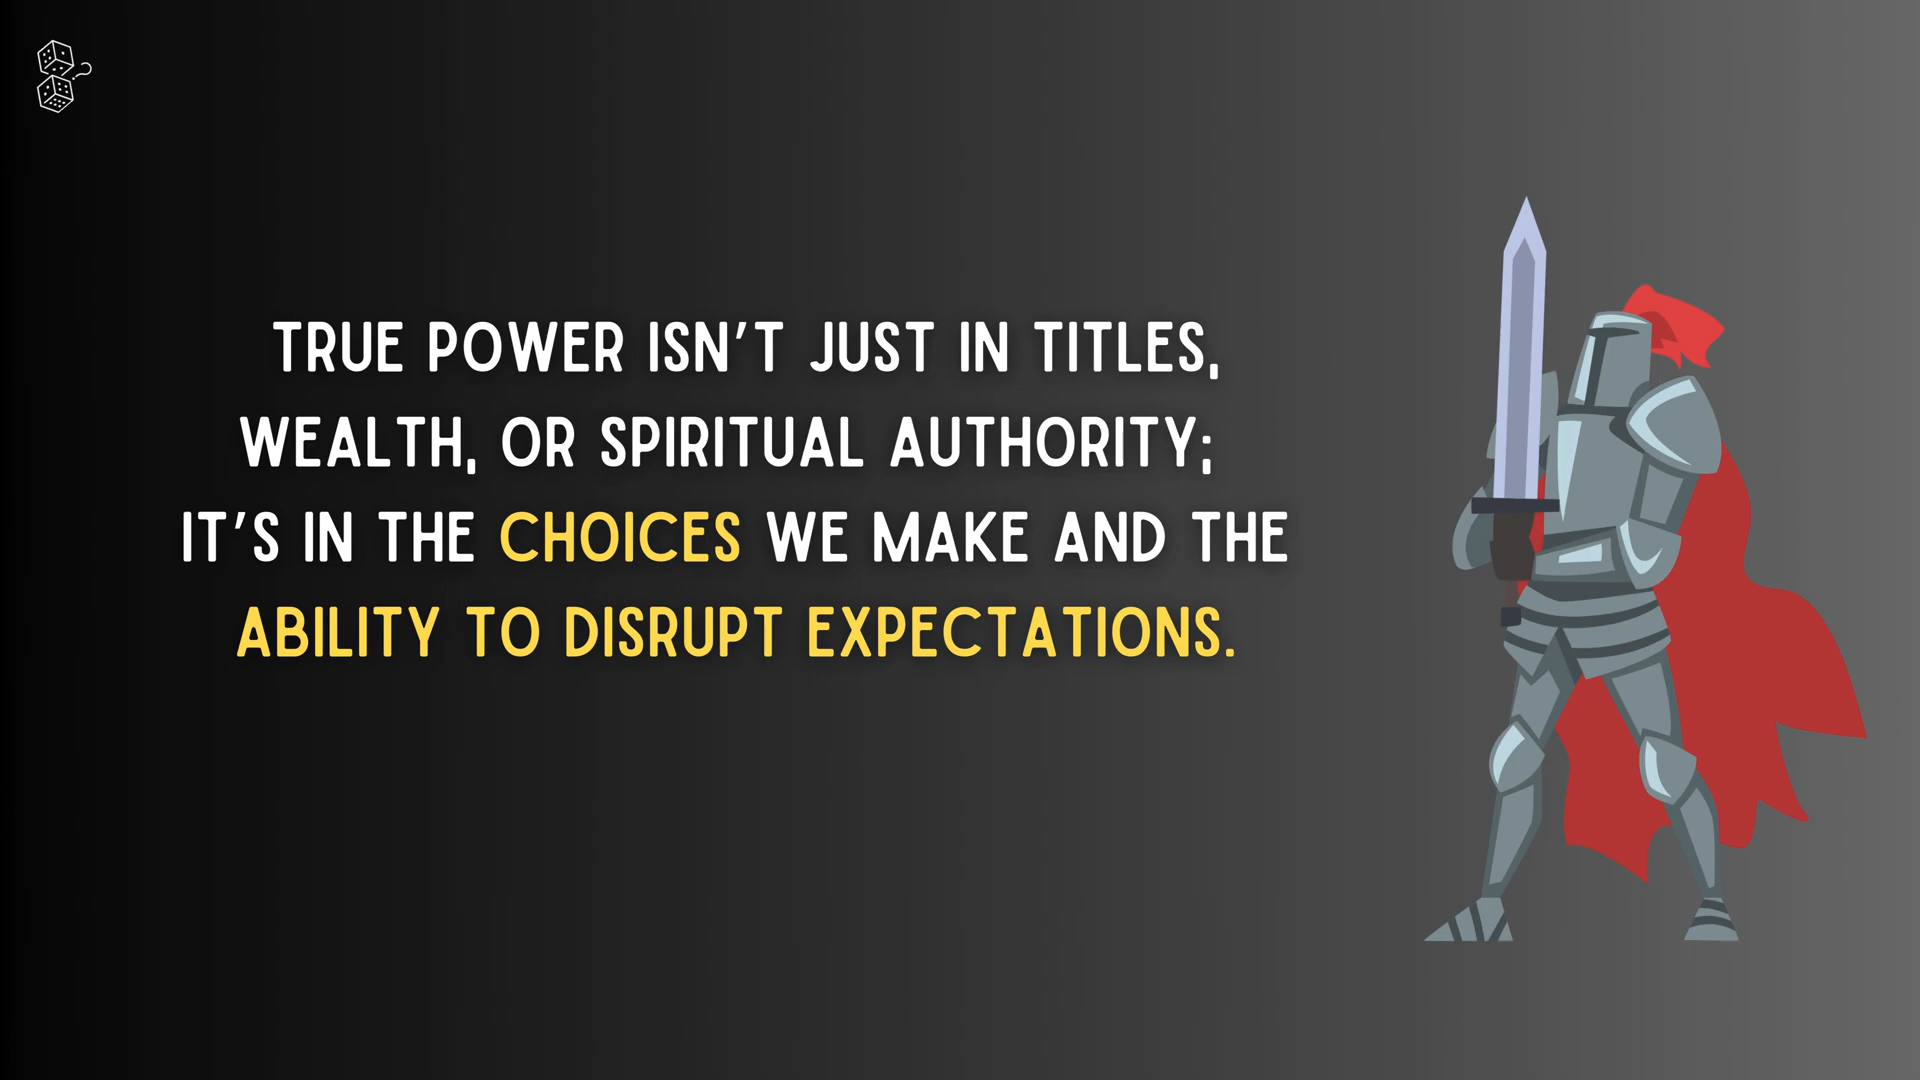 TRUE POWER ISN'T JUST IN TITLES,
WEALTH, OR SPIRITUAL AUTHORITY;
IT'S IN THE CHOICES WE MAKE AND THE
ABILITY TO DISRUPT EXPECTATIONS.